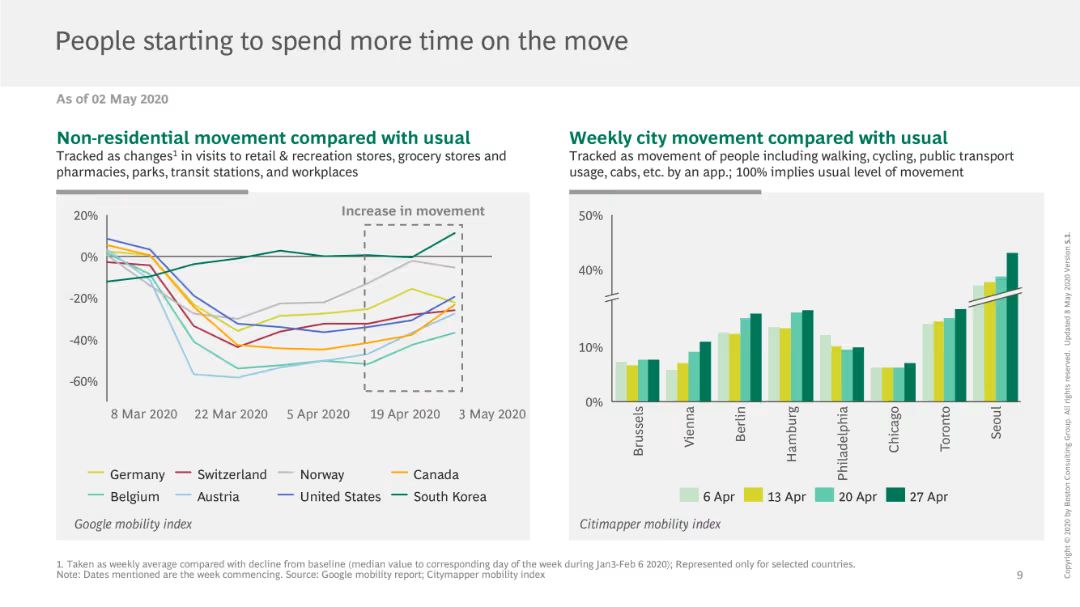 People starting to spend more time on the move
As of 02 May 2020
Non-residential movement compared with usual
Tracked as changes¹ in visits to retail & recreation stores, grocery stores and
pharmacies, parks, transit stations, and workplaces
Increase in movement
20%
0%
-20%
-40%
-60%
8 Mar 2020 22 Mar 2020 5 Apr 2020 19 Apr 2020 3 May 2020
Germany Switzerland Norway Canada
Belgium Austria United States South Korea
Google mobility index
Weekly city movement compared with usual
Tracked as movement of people including walking, cycling, public transport
usage, cabs, etc. by an app.; 100% implies usual level of movement
50%
40%
10%
0%
Brussels
Vienna
Berlin
Hamburg
Philadelphia
Chicago
Toronto
Seoul
6 Apr 13 Apr 20 Apr 27 Apr
Citimapper mobility index
1. Taken as weekly average compared with decline from baseline (median value to corresponding day of the week during Jan3-Feb 6 2020); Represented only for selected countries.
Note: Dates mentioned are the week commencing. Source: Google mobility report; Citymapper mobility index
9
Copyright © 2020 by Boston Consulting Group. All rights reserved. Updated 8 May 2020 Version 5.1.